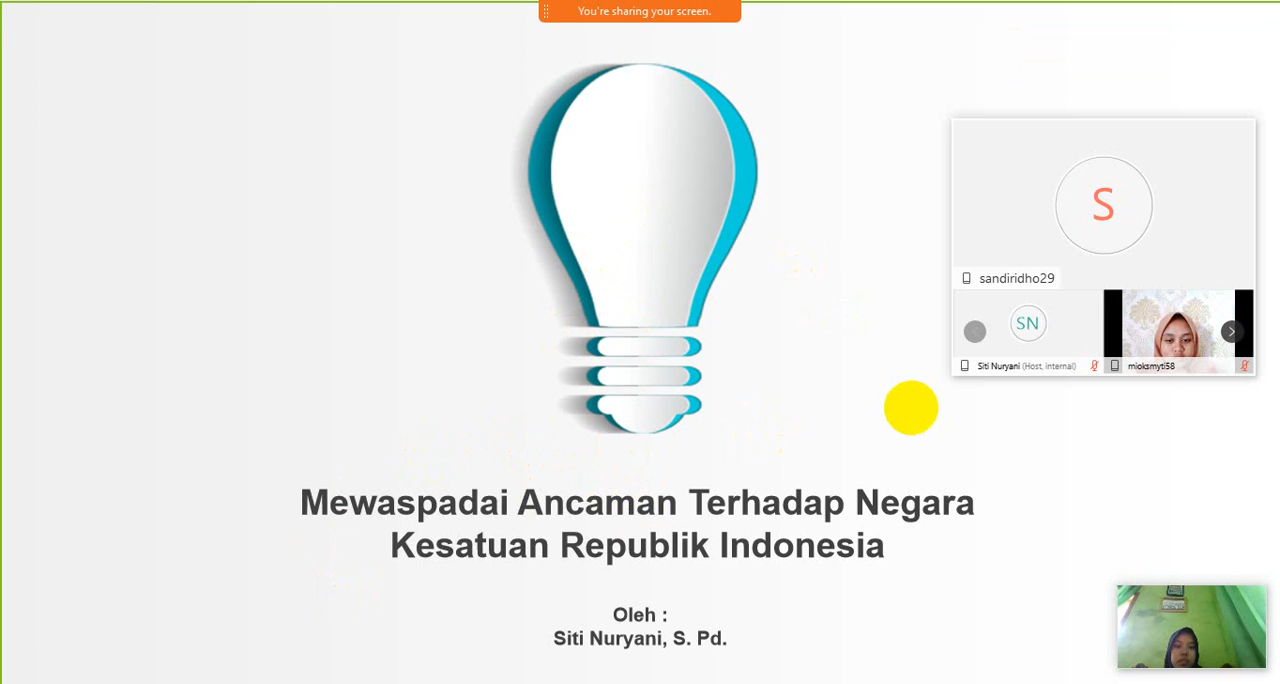 You're sharing your screen.
S
sandiridho29
SN
Siti Nuryani (Host, internal)
mioksmyti58
Mewaspadai Ancaman Terhadap Negara
Kesatuan Republik Indonesia
Oleh :
Siti Nuryani, S. Pd.